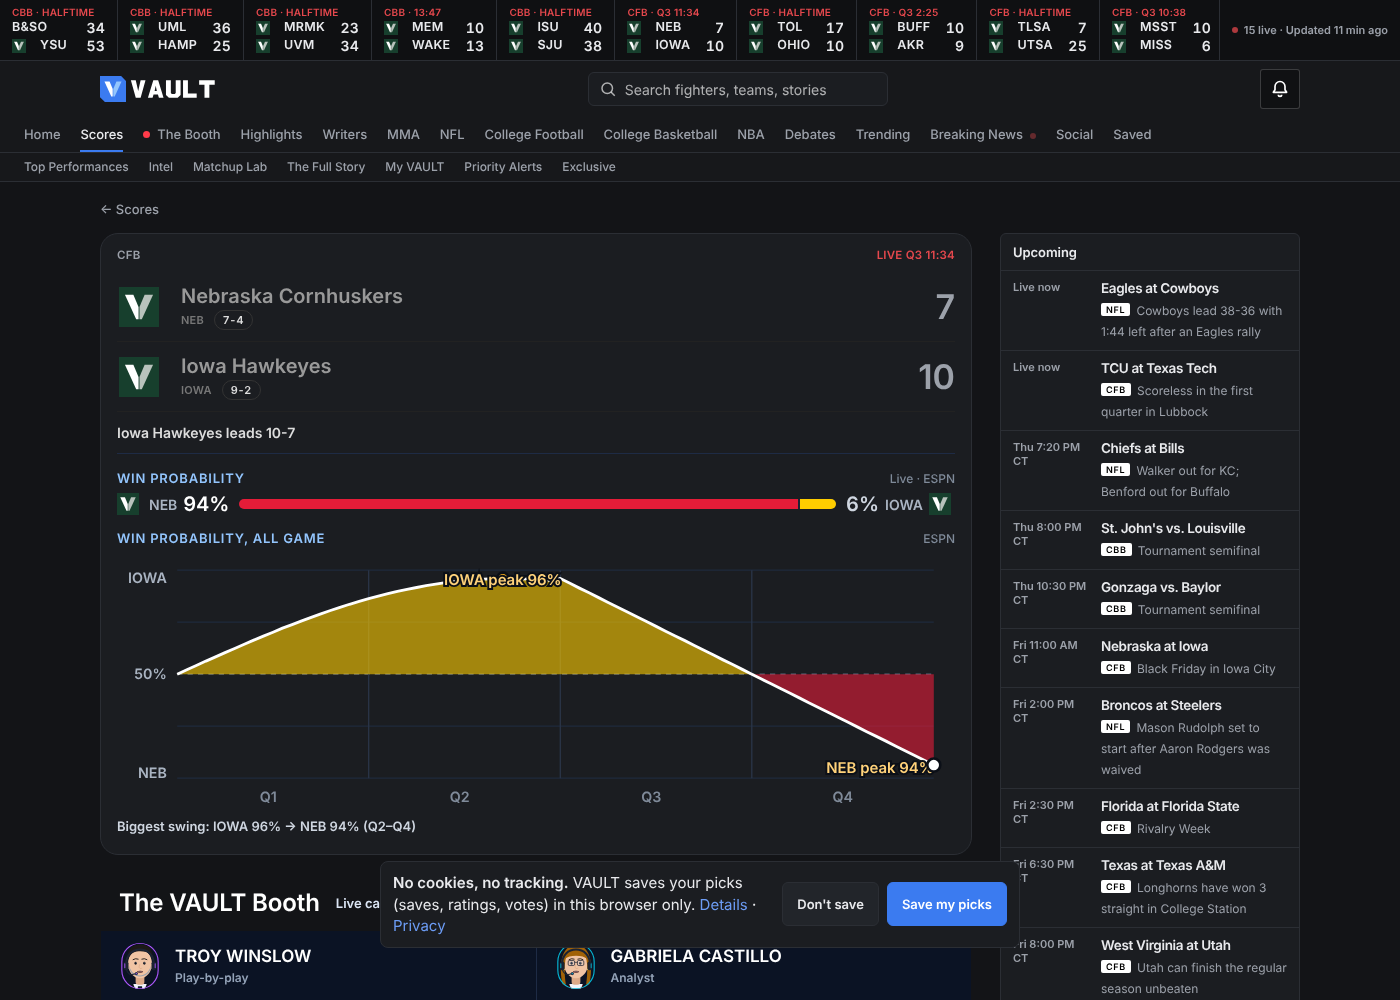 CBB · HALFTIME
B&SO 34
YSU 53
CBB · HALFTIME
UML 36
HAMP 25
CBB · HALFTIME
MRMK 23
UVM 34
CBB · 13:47
MEM 10
WAKE 13
CBB · HALFTIME
ISU 40
SJU 38
CFB · Q3 11:34
NEB 7
IOWA 10
CFB · HALFTIME
TOL 17
OHIO 10
CFB · Q3 2:25
BUFF 10
AKR 9
CFB · HALFTIME
TLSA 7
UTSA 25
CFB · Q3 10:38
MSST 10
MISS 6
15 live · Updated 11 min ago
VAULT
Search fighters, teams, stories
Home Scores The Booth Highlights Writers MMA NFL College Football College Basketball NBA Debates Trending Breaking News Social Saved
Top Performances Intel Matchup Lab The Full Story My VAULT Priority Alerts Exclusive
← Scores
CFB LIVE Q3 11:34
Nebraska Cornhuskers 7
NEB 7-4
Iowa Hawkeyes 10
IOWA 9-2
Iowa Hawkeyes leads 10-7
WIN PROBABILITY Live · ESPN
NEB 94% 6% IOWA
WIN PROBABILITY, ALL GAME ESPN
IOWA
IOWA peak 96%
50%
NEB peak 94%
NEB
Q1 Q2 Q3 Q4
Biggest swing: IOWA 96% → NEB 94% (Q2–Q4)
The VAULT Booth Live ca
TROY WINSLOW
Play-by-play
GABRIELA CASTILLO
Analyst
No cookies, no tracking. VAULT saves your picks
(saves, ratings, votes) in this browser only. Details ·
Privacy
Don't save
Save my picks
Upcoming
Live now
Eagles at Cowboys
NFL Cowboys lead 38-36 with
1:44 left after an Eagles rally
Live now
TCU at Texas Tech
CFB Scoreless in the first
quarter in Lubbock
Thu 7:20 PM
CT
Chiefs at Bills
NFL Walker out for KC;
Benford out for Buffalo
Thu 8:00 PM
CT
St. John's vs. Louisville
CBB Tournament semifinal
Thu 10:30 PM
CT
Gonzaga vs. Baylor
CBB Tournament semifinal
Fri 11:00 AM
CT
Nebraska at Iowa
CFB Black Friday in Iowa City
Fri 2:00 PM
CT
Broncos at Steelers
NFL Mason Rudolph set to
start after Aaron Rodgers was
waived
Fri 2:30 PM
CT
Florida at Florida State
CFB Rivalry Week
Fri 6:30 PM
CT
Texas at Texas A&M
CFB Longhorns have won 3
straight in College Station
Fri 8:00 PM
CT
West Virginia at Utah
CFB Utah can finish the regular
season unbeaten